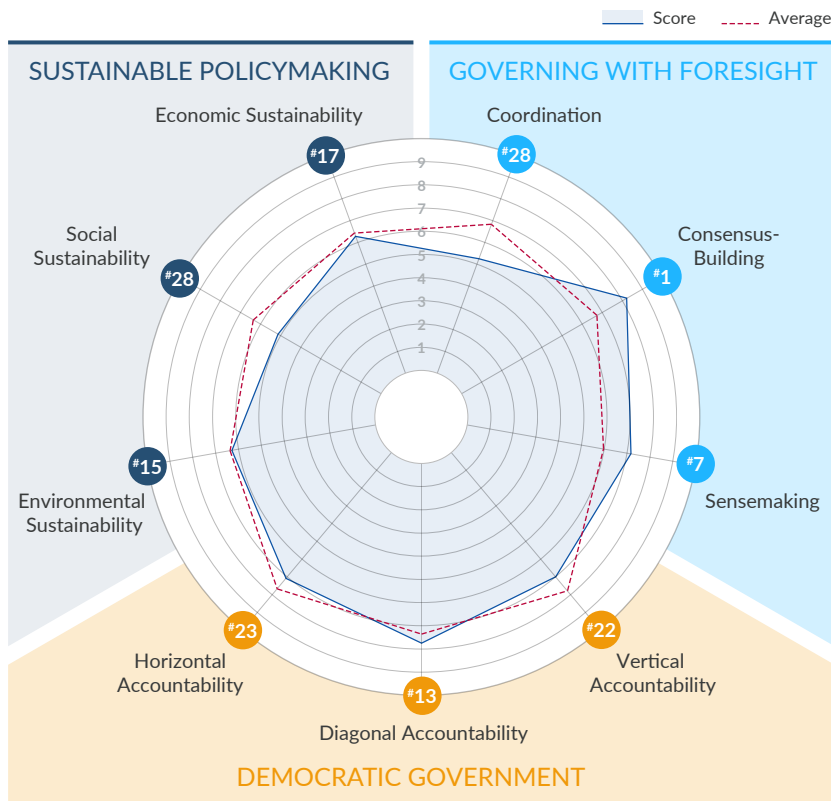 Score
Average
SUSTAINABLE POLICYMAKING
GOVERNING WITH FORESIGHT
Economic Sustainability
Coordination
#17
#28
9
8
7
6
5
4
3
2
1
Social
Sustainability
#28
Consensus-
Building
#1
#15
Environmental
Sustainability
#7
Sensemaking
#23
Horizontal
Accountability
#22
Vertical
Accountability
#13
Diagonal Accountability
DEMOCRATIC GOVERNMENT